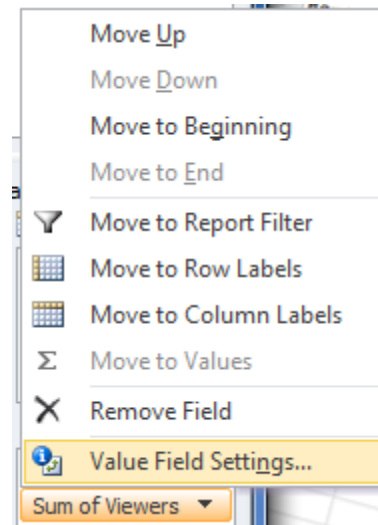 Move Up
Move Down
Move to Beginning
Move to End
Move to Report Filter
Move to Row Labels
Move to Column Labels
Σ Move to Values
Remove Field
Value Field Settings...
Sum of Viewers